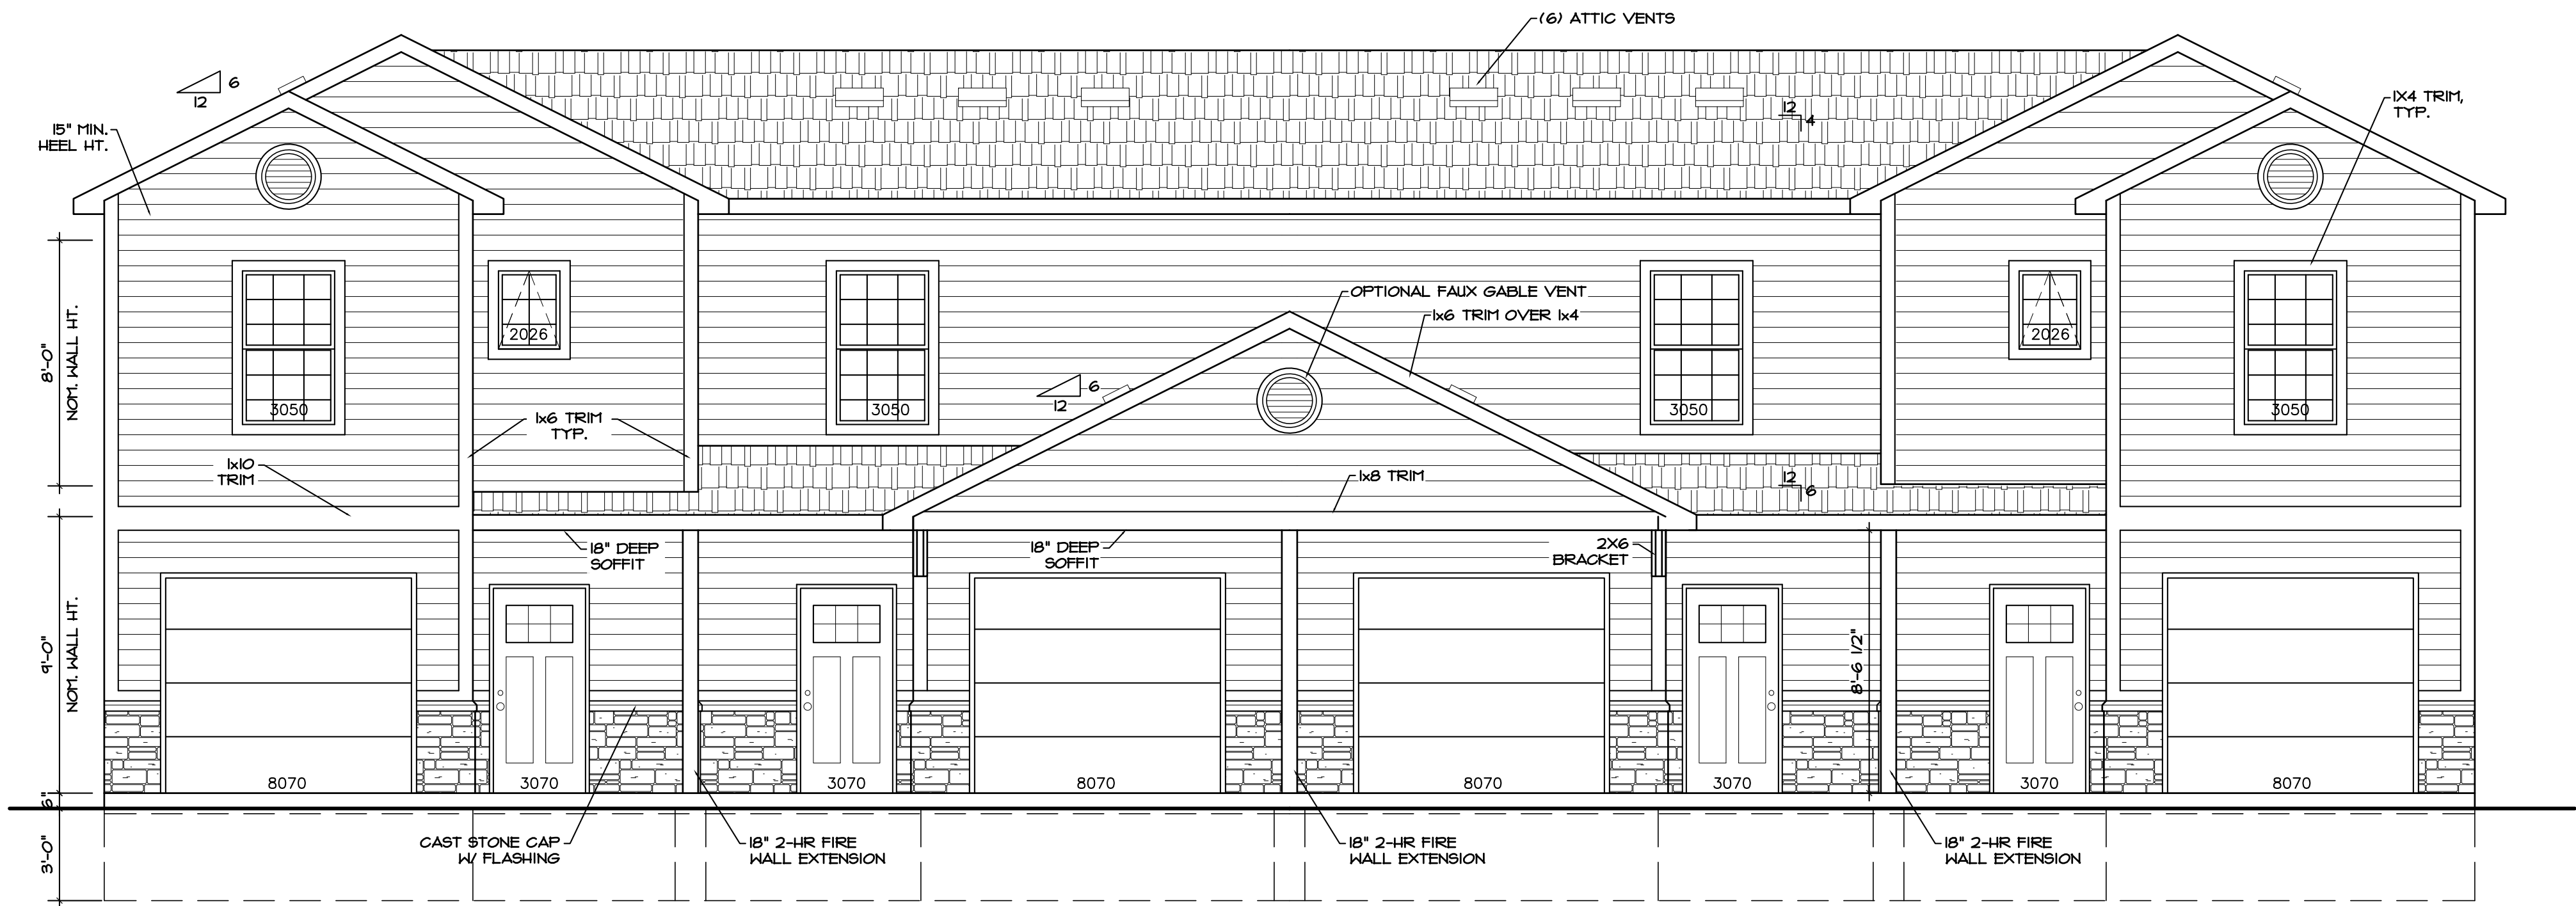 (6) ATTIC VENTS
6
12
1X4 TRIM,
TYP.
12
4
15" MIN.
HEEL HT.
OPTIONAL FAUX GABLE VENT
1x6 TRIM OVER 1x4
2026
2026
8'-0"
NOM. WALL HT.
6
12
3050
3050
3050
3050
1x6 TRIM
TYP.
1x10
TRIM
1x8 TRIM
12
6
18" DEEP
SOFFIT
18" DEEP
SOFFIT
2X6
BRACKET
9'-0"
NOM. WALL HT.
8'-6 1/2"
8070
3070
3070
8070
8070
3070
3070
8070
6"
3'-0"
CAST STONE CAP
W/ FLASHING
18" 2-HR FIRE
WALL EXTENSION
18" 2-HR FIRE
WALL EXTENSION
18" 2-HR FIRE
WALL EXTENSION